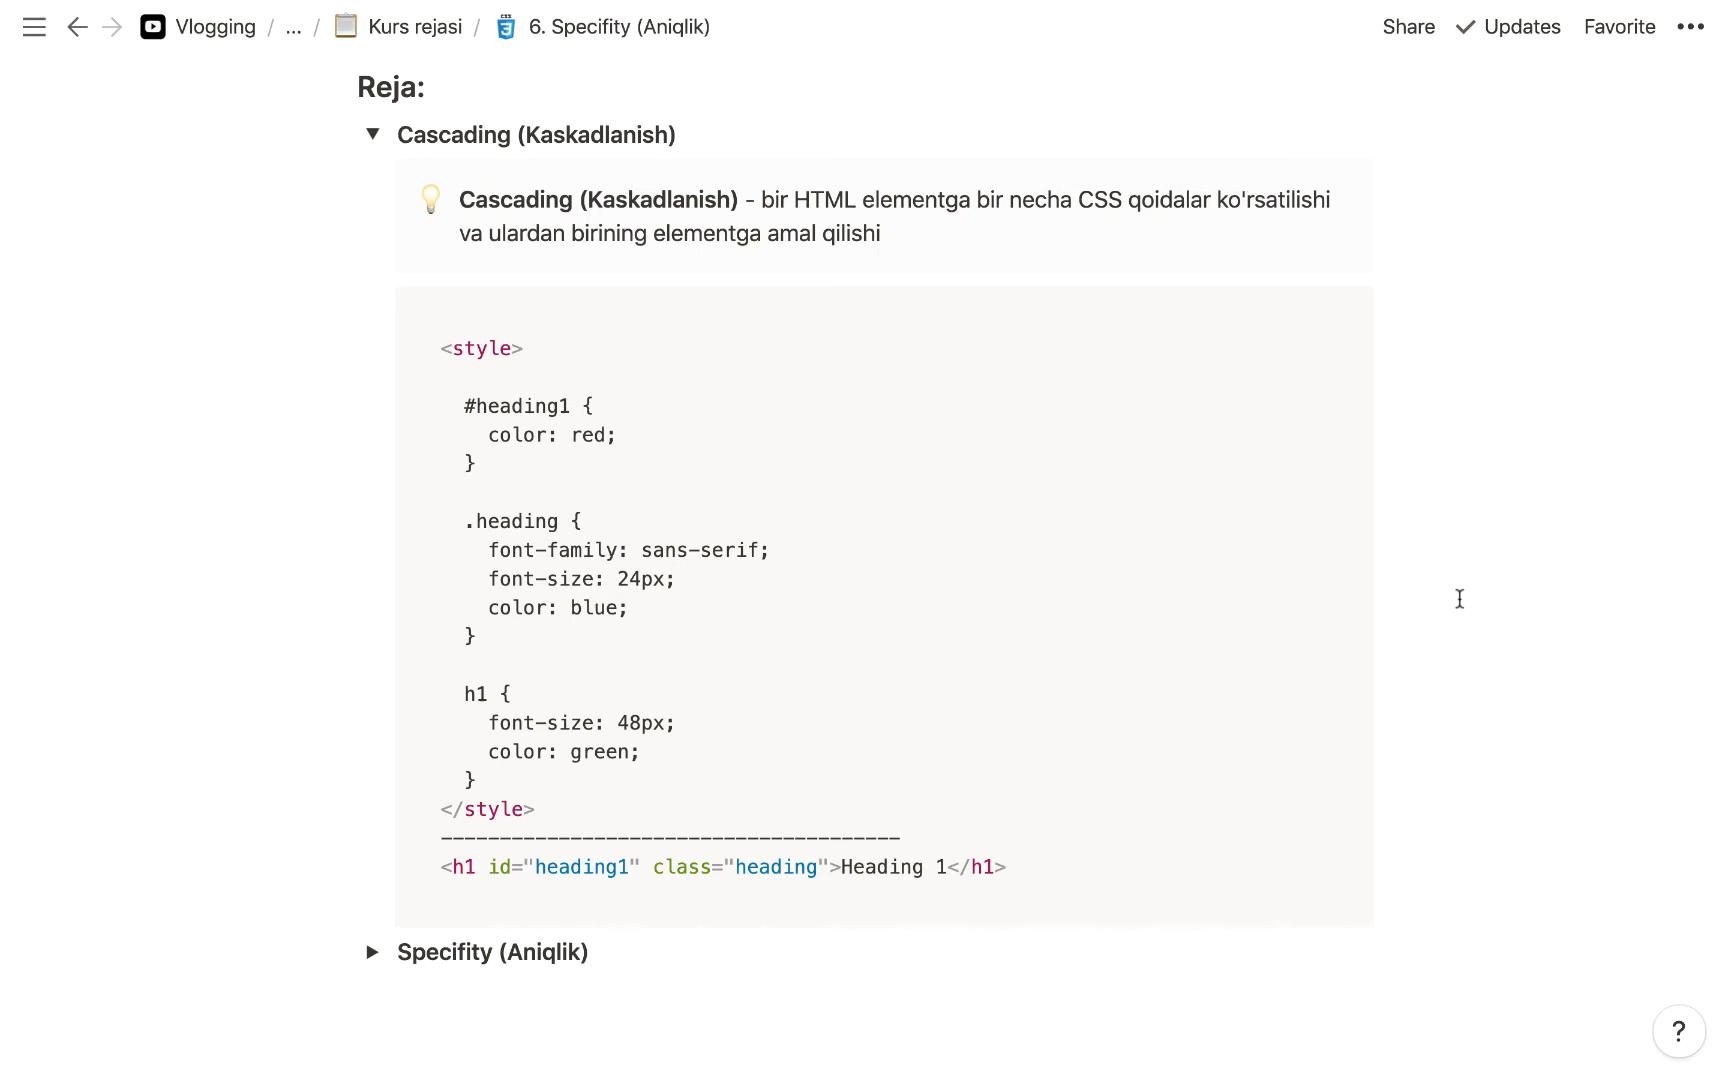 Vlogging / ... / Kurs rejasi / 6. Specifity (Aniqlik)
Share Updates Favorite •••
Reja:
Cascading (Kaskadlanish)
Cascading (Kaskadlanish) - bir HTML elementga bir necha CSS qoidalar ko'rsatilishi
va ulardan birining elementga amal qilishi
<style>
#heading1 {
color: red;
}
.heading {
font-family: sans-serif;
font-size: 24px;
color: blue;
}
h1 {
font-size: 48px;
color: green;
}
</style>
---------------------------------------
<h1 id="heading1" class="heading">Heading 1</h1>
Specifity (Aniqlik)
?